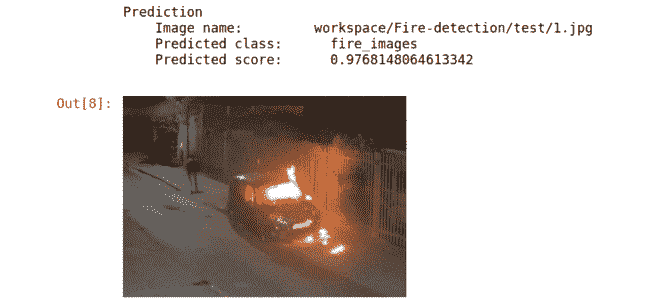 Prediction
Image name: workspace/Fire-detection/test/1.jpg
Predicted class: fire_images
Predicted score: 0.9768148064613342
Out[8]: